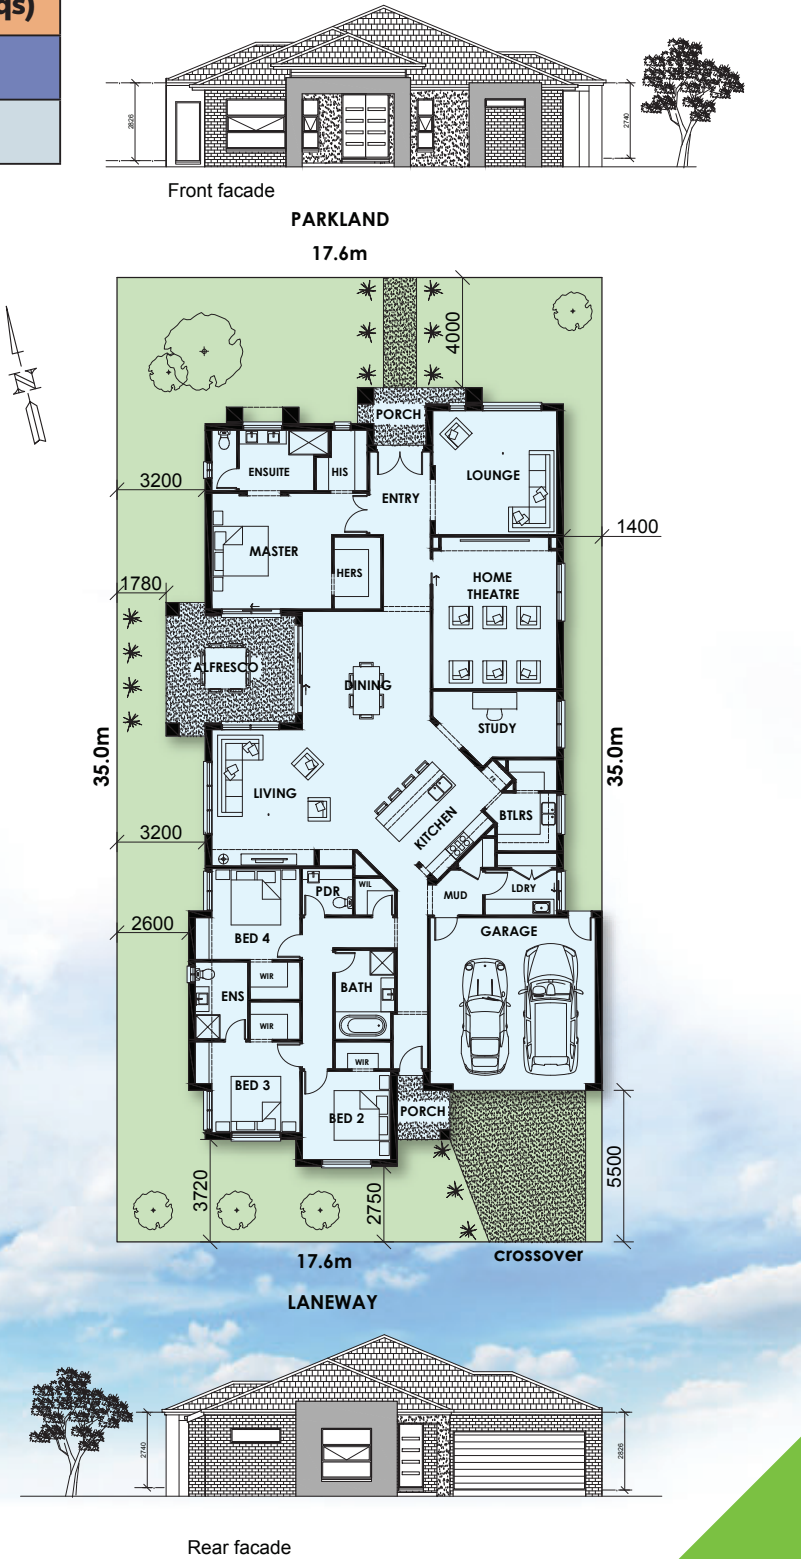 qs)
2826
2740
Front facade
PARKLAND
17.6m
4000
PORCH
ENSUITE
HIS
LOUNGE
3200
ENTRY
1400
MASTER
HERS
HOME
THEATRE
1780
ALFRESCO
DINING
STUDY
35.0m
35.0m
LIVING
KITCHEN
BTLRS
3200
PDR
WIL
MUD
LDRY
2600
BED 4
GARAGE
WIR
ENS
BATH
WIR
WIR
BED 3
BED 2
PORCH
3720
2750
5500
17.6m
crossover
LANEWAY
2740
2826
Rear facade